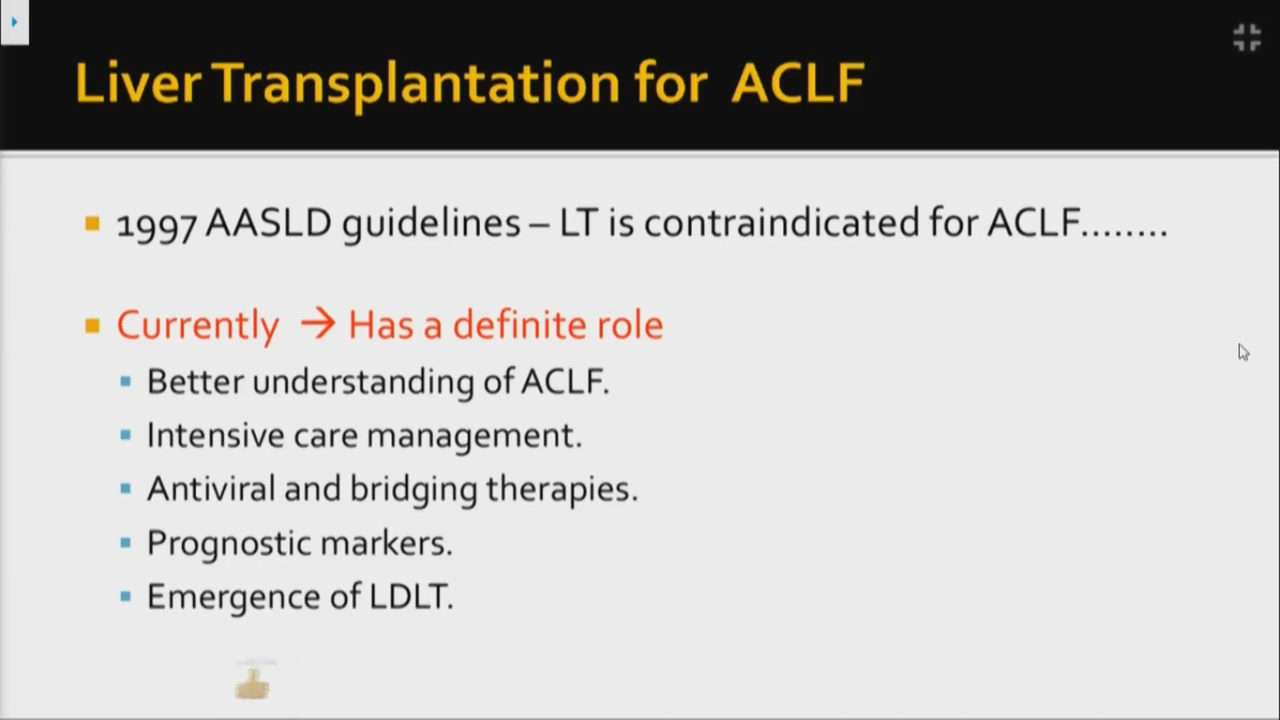 Liver Transplantation for ACLF
1997 AASLD guidelines – LT is contraindicated for ACLF........
Currently → Has a definite role
Better understanding of ACLF.
Intensive care management.
Antiviral and bridging therapies.
Prognostic markers.
Emergence of LDLT.